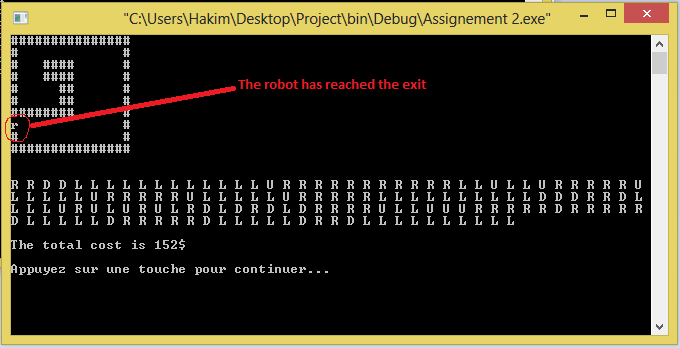 "C:\Users\Hakim\Desktop\Project\bin\Debug\Assignement 2.exe"
###############
#             #
#   ####      #
#   ####      #
#     ##      #
#     ##      #
########      #
r             #
#             #
###############
The robot has reached the exit
R R D D L L L L L L L L L L L L U R R R R R R R R R R R L L U L L U R R R R R U
L L L L L U R R R R R U L L L L L L L D D R R R R R R R R L L D D D R R R D L
L L L U R U L R U L R D L D R D L D L D R R R R U L L U U U R R R R R D R R R R
D L L L L L L D R R R R D L L L L D R R D L L L L L L L L L L
The total cost is 152$
Appuyez sur une touche pour continuer...